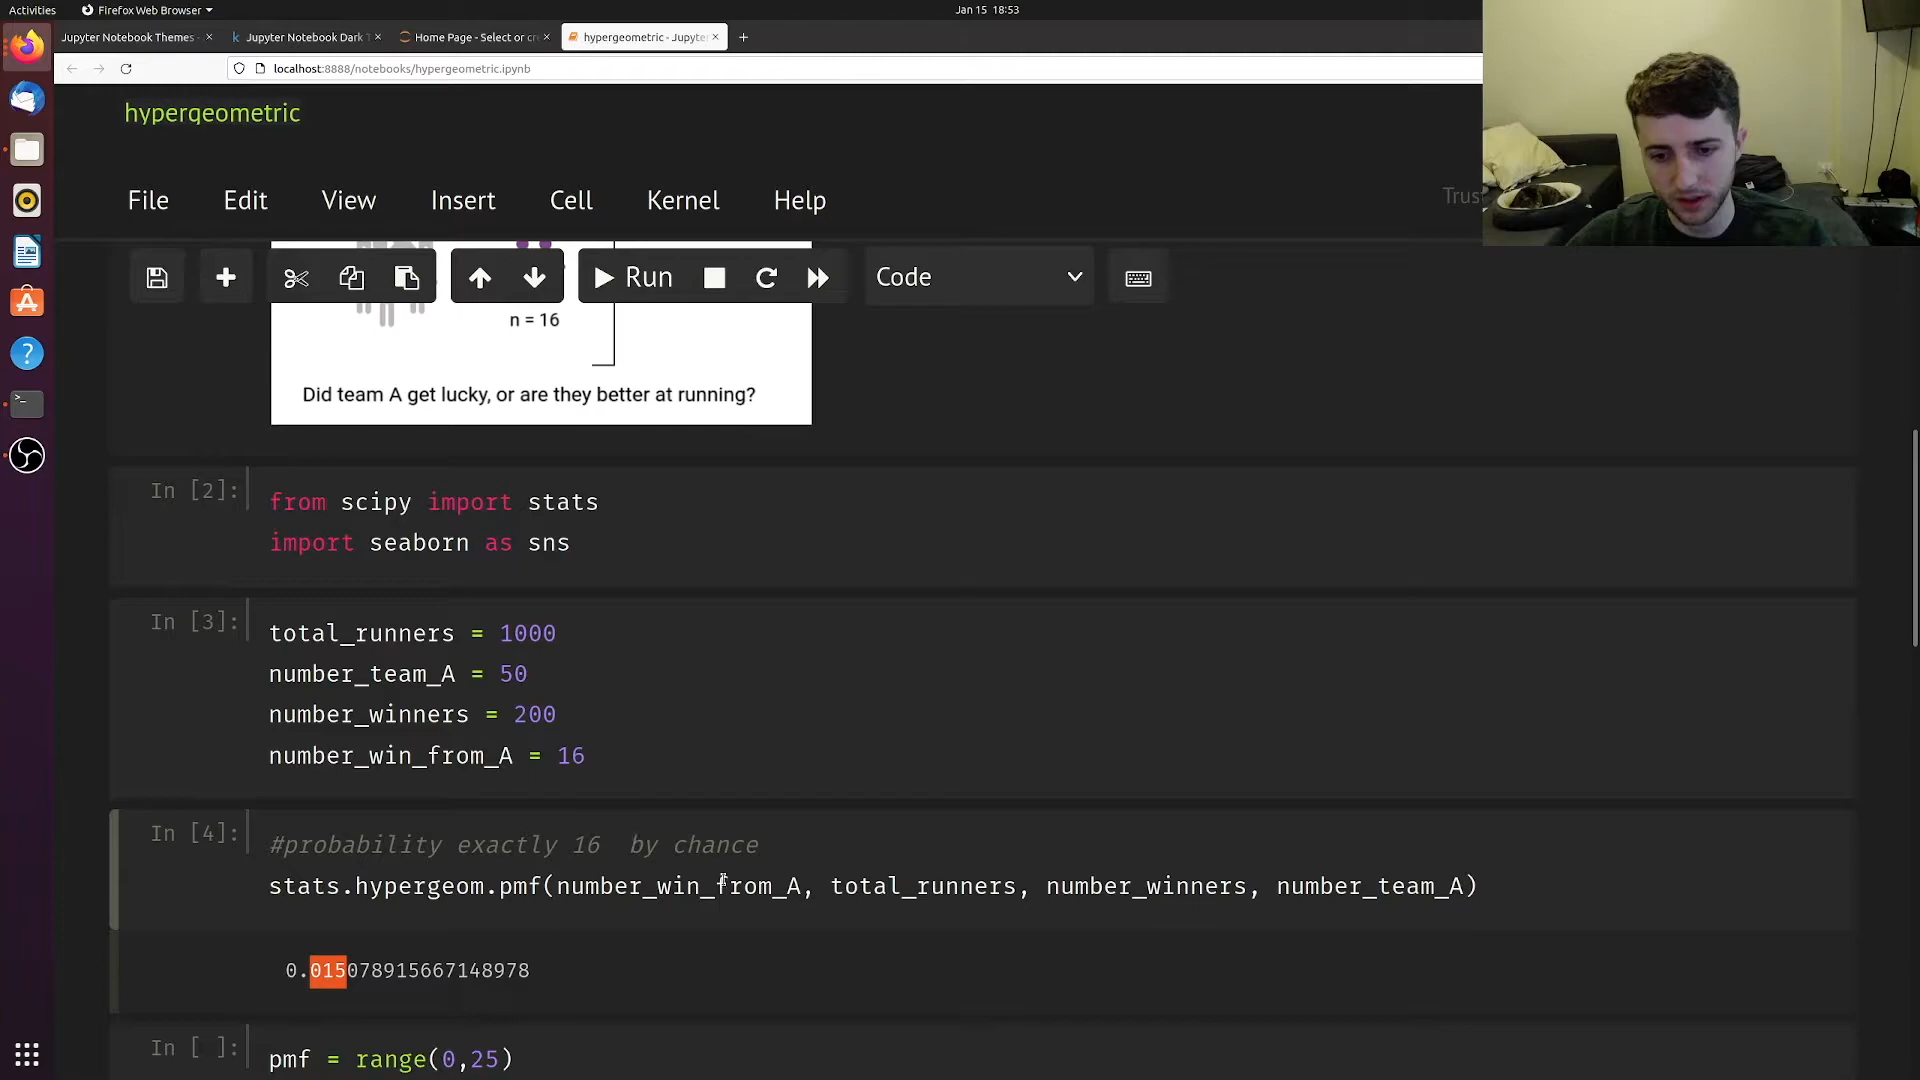 Activities
Firefox Web Browser
Jan 15 18:53
Jupyter Notebook Themes
Jupyter Notebook Dark T
Home Page - Select or cr
hypergeometric - Jupyte
localhost:8888/notebooks/hypergeometric.ipynb
hypergeometric
File Edit View Insert Cell Kernel Help
Trus
Run
Code
n = 16
Did team A get lucky, or are they better at running?
In [2]:
from scipy import stats
import seaborn as sns
In [3]:
total_runners = 1000
number_team_A = 50
number_winners = 200
number_win_from_A = 16
In [4]:
#probability exactly 16 by chance
stats.hypergeom.pmf(number_win_from_A, total_runners, number_winners, number_team_A)
0.015078915667148978
In [ ]:
pmf = range(0,25)